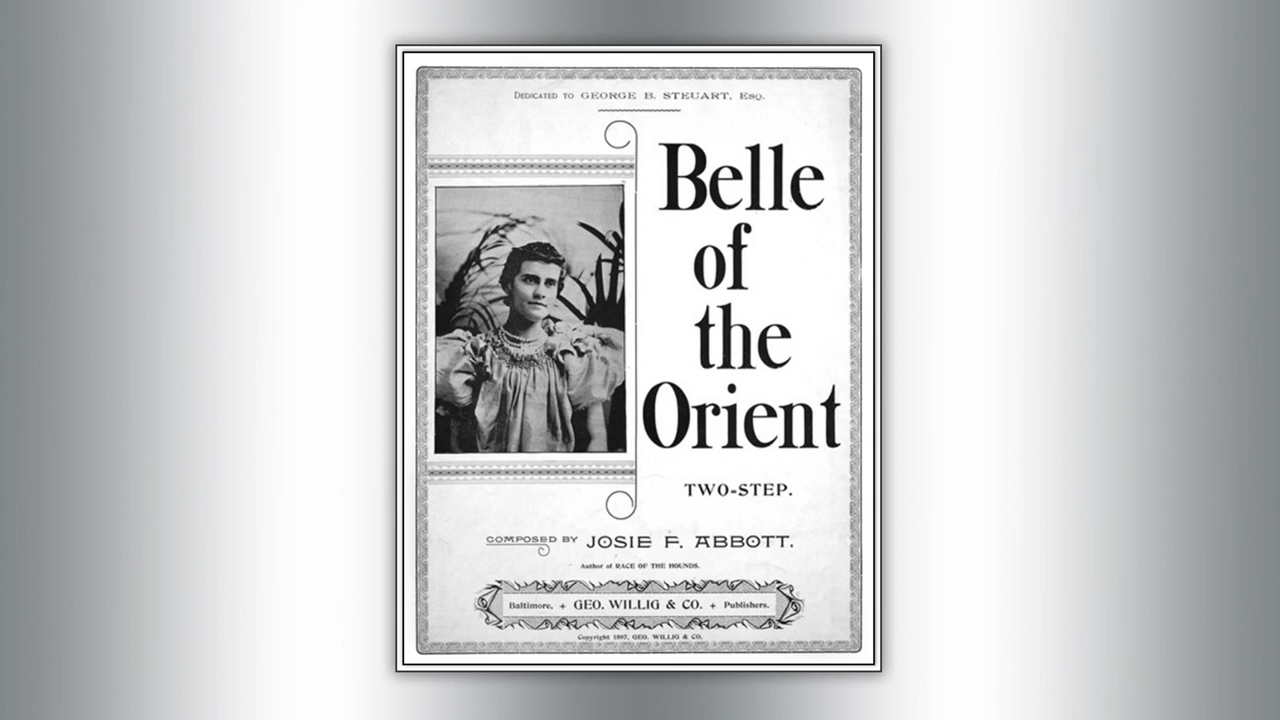 DEDICATED TO GEORGE B. STEUART, ESQ.
Belle
of
the
Orient
TWO=STEP.
COMPOSED BY JOSIE F. ABBOTT.
Author of RACE OF THE HOUNDS.
Baltimore, + GEO. WILLIG & CO. + Publishers.
Copyright 1897, GEO. WILLIG & CO.